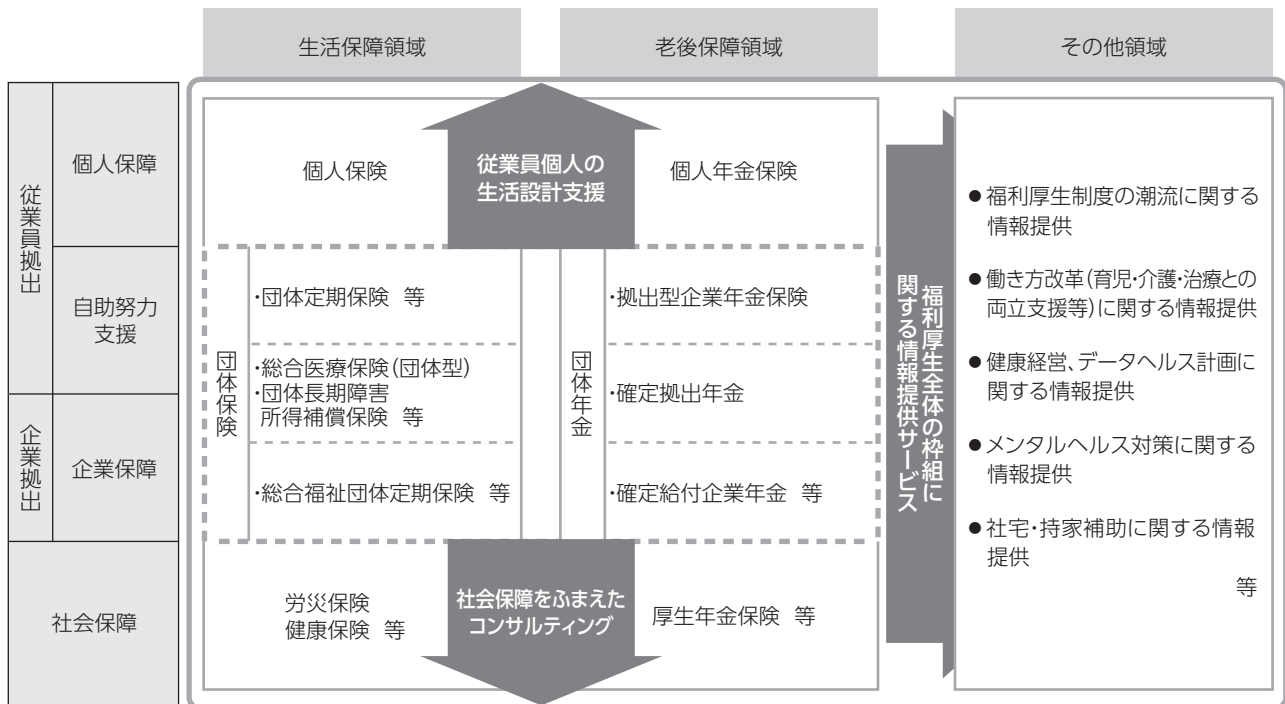 生活保障領域
老後保障領域
その他領域
従業員拠出
個人保障
個人保険
従業員個人の
生活設計支援
個人年金保険
自助努力
支援
団体保険
・団体定期保険 等
・総合医療保険(団体型)
・団体長期障害
所得補償保険 等
・総合福祉団体定期保険 等
団体年金
・拠出型企業年金保険
・確定拠出年金
・確定給付企業年金 等
企業拠出
企業保障
社会保障
労災保険
健康保険 等
社会保障をふまえた
コンサルティング
厚生年金保険 等
福利厚生全体の枠組に
関する情報提供サービス
●福利厚生制度の潮流に関する
情報提供
●働き方改革(育児・介護・治療との
両立支援等)に関する情報提供
●健康経営、データヘルス計画に
関する情報提供
●メンタルヘルス対策に関する
情報提供
●社宅・持家補助に関する情報
提供
等